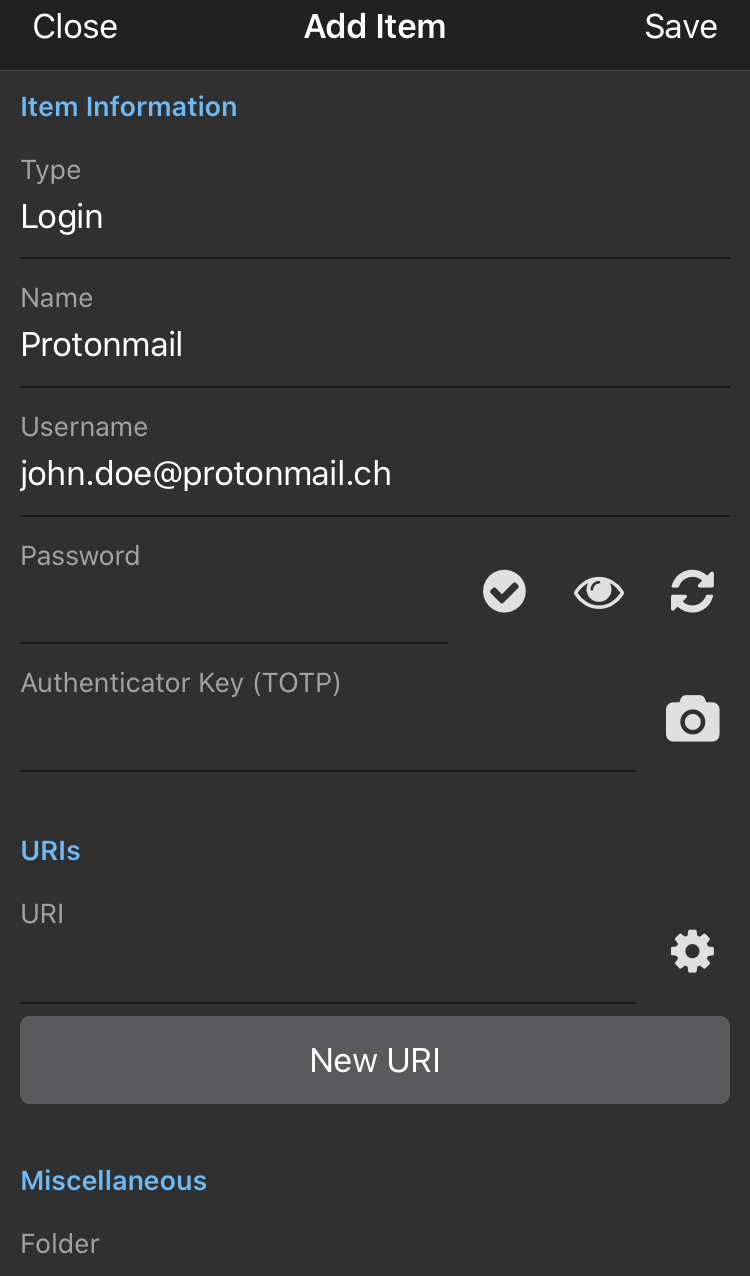 Close Add Item Save
Item Information
Type
Login
Name
Protonmail
Username
john.doe@protonmail.ch
Password
Authenticator Key (TOTP)
URIs
URI
New URI
Miscellaneous
Folder